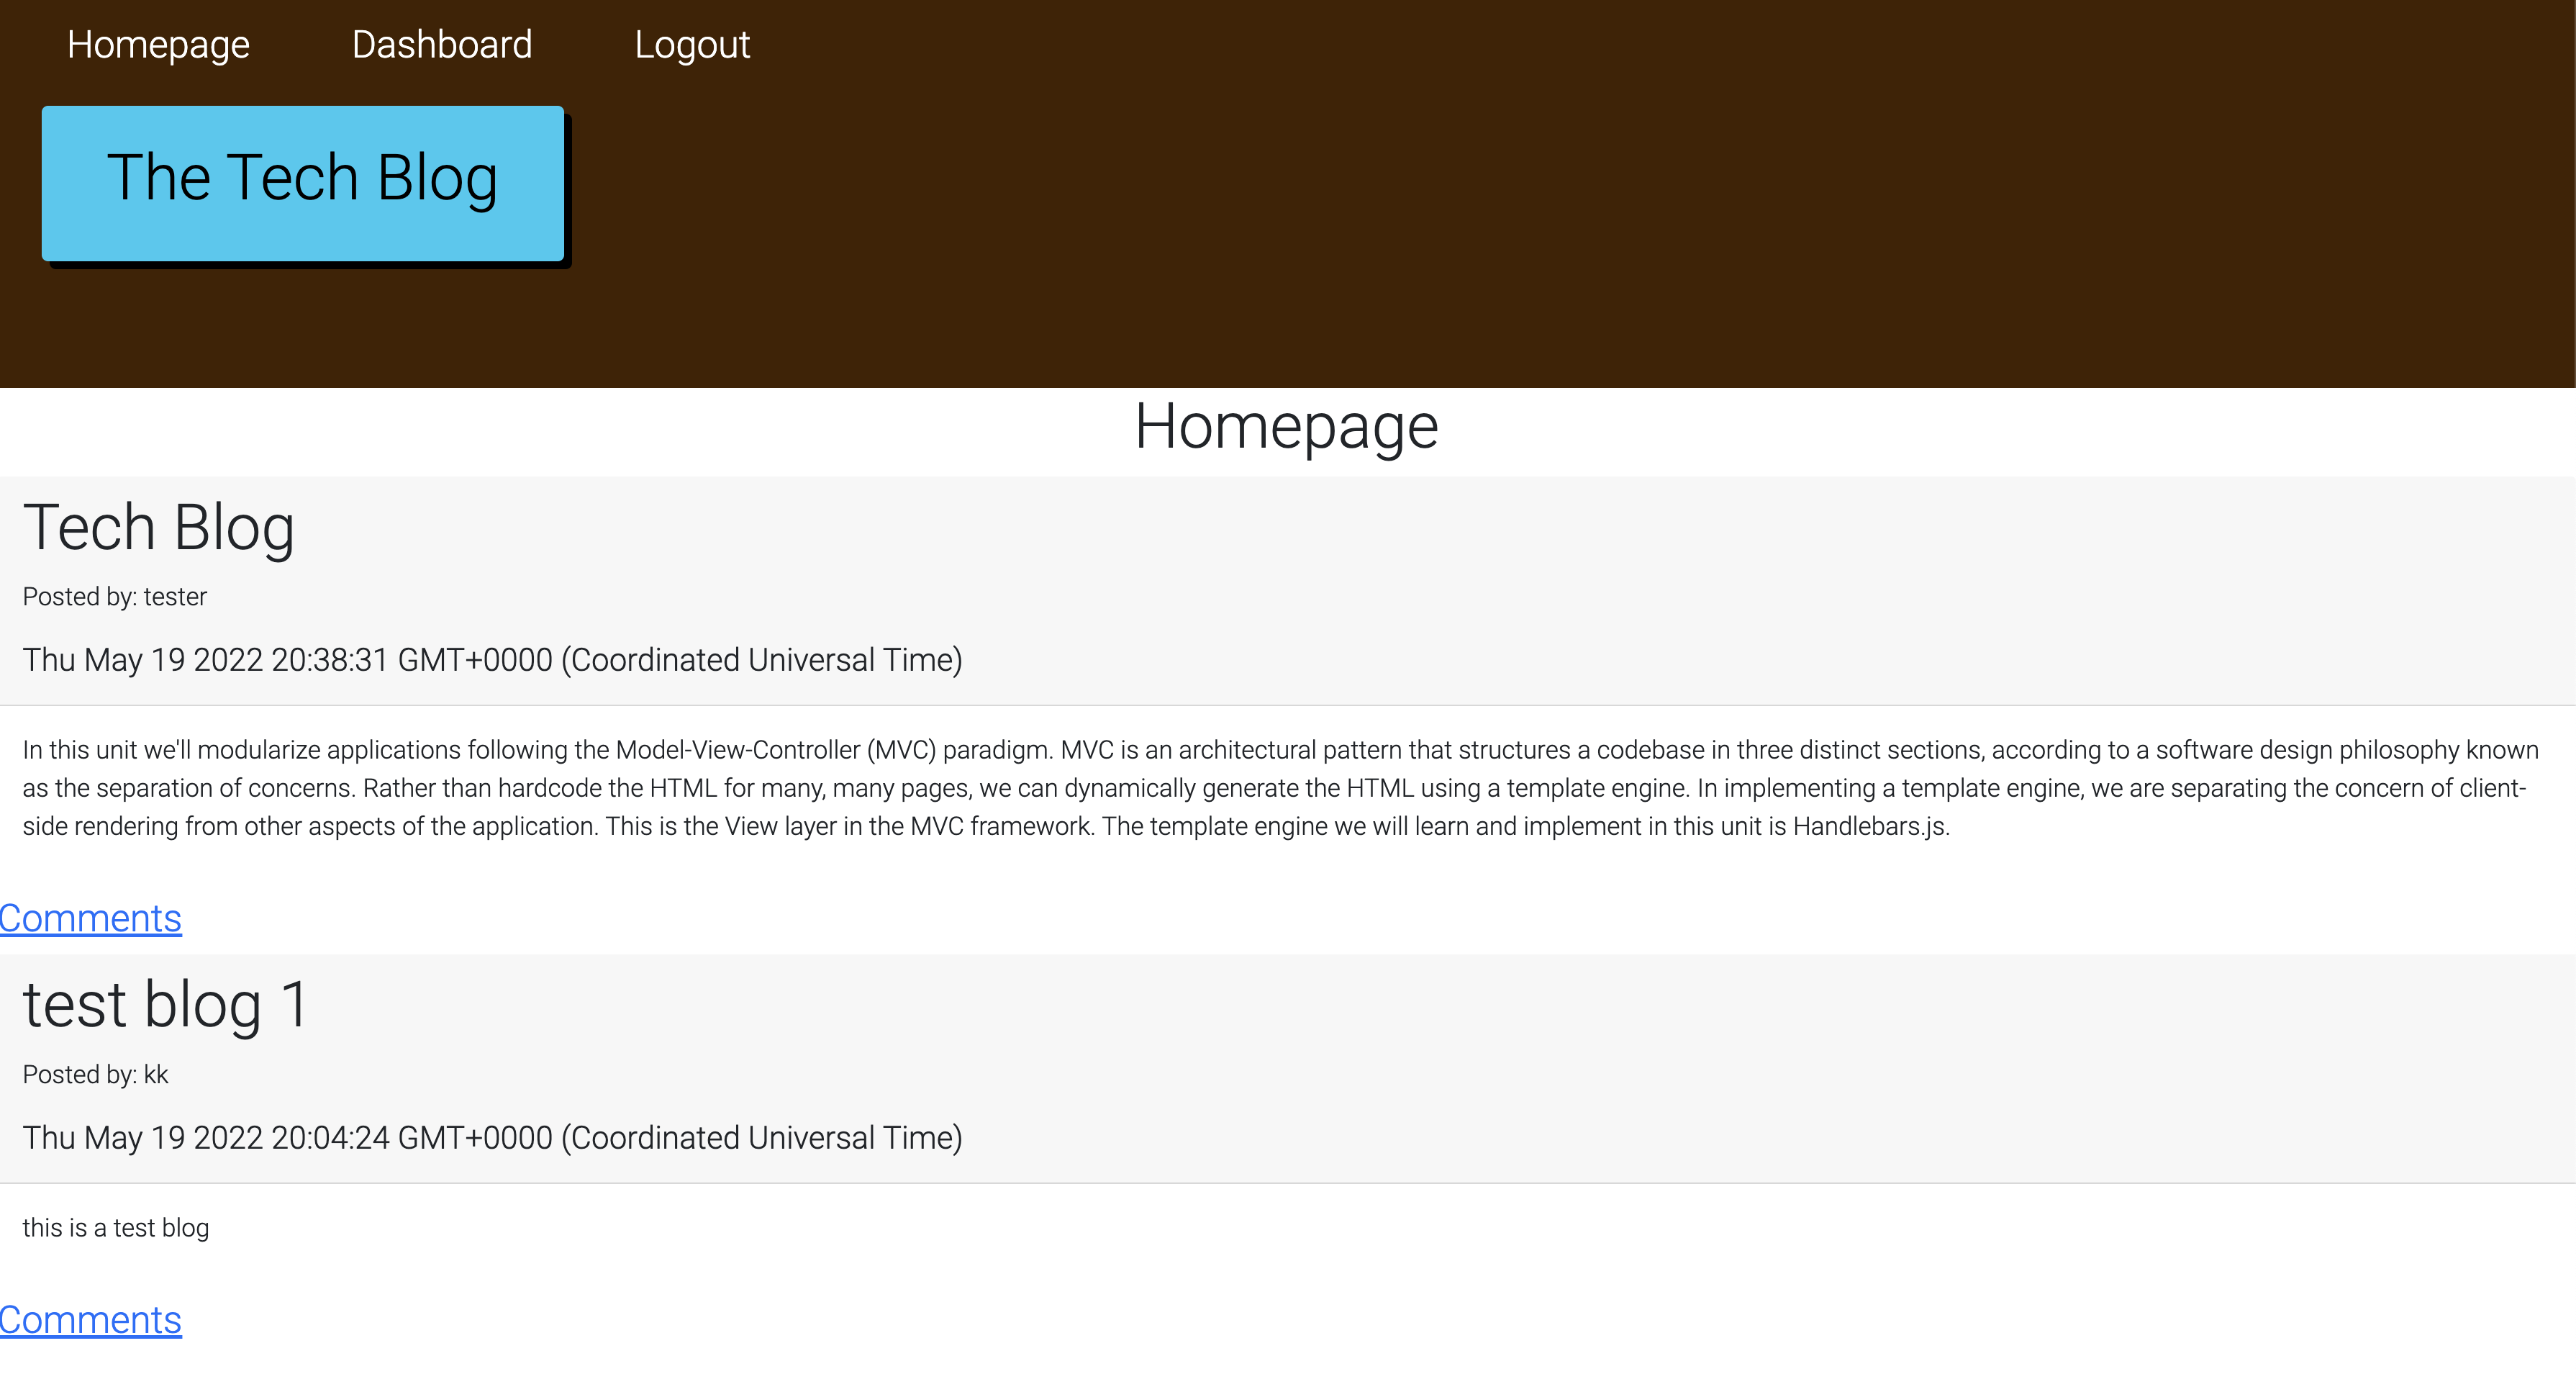 Homepage Dashboard Logout
The Tech Blog
Homepage
Tech Blog
Posted by: tester
Thu May 19 2022 20:38:31 GMT+0000 (Coordinated Universal Time)
In this unit we'll modularize applications following the Model-View-Controller (MVC) paradigm. MVC is an architectural pattern that structures a codebase in three distinct sections, according to a software design philosophy known
as the separation of concerns. Rather than hardcode the HTML for many, many pages, we can dynamically generate the HTML using a template engine. In implementing a template engine, we are separating the concern of client-
side rendering from other aspects of the application. This is the View layer in the MVC framework. The template engine we will learn and implement in this unit is Handlebars.js.
Comments
test blog 1
Posted by: kk
Thu May 19 2022 20:04:24 GMT+0000 (Coordinated Universal Time)
this is a test blog
Comments